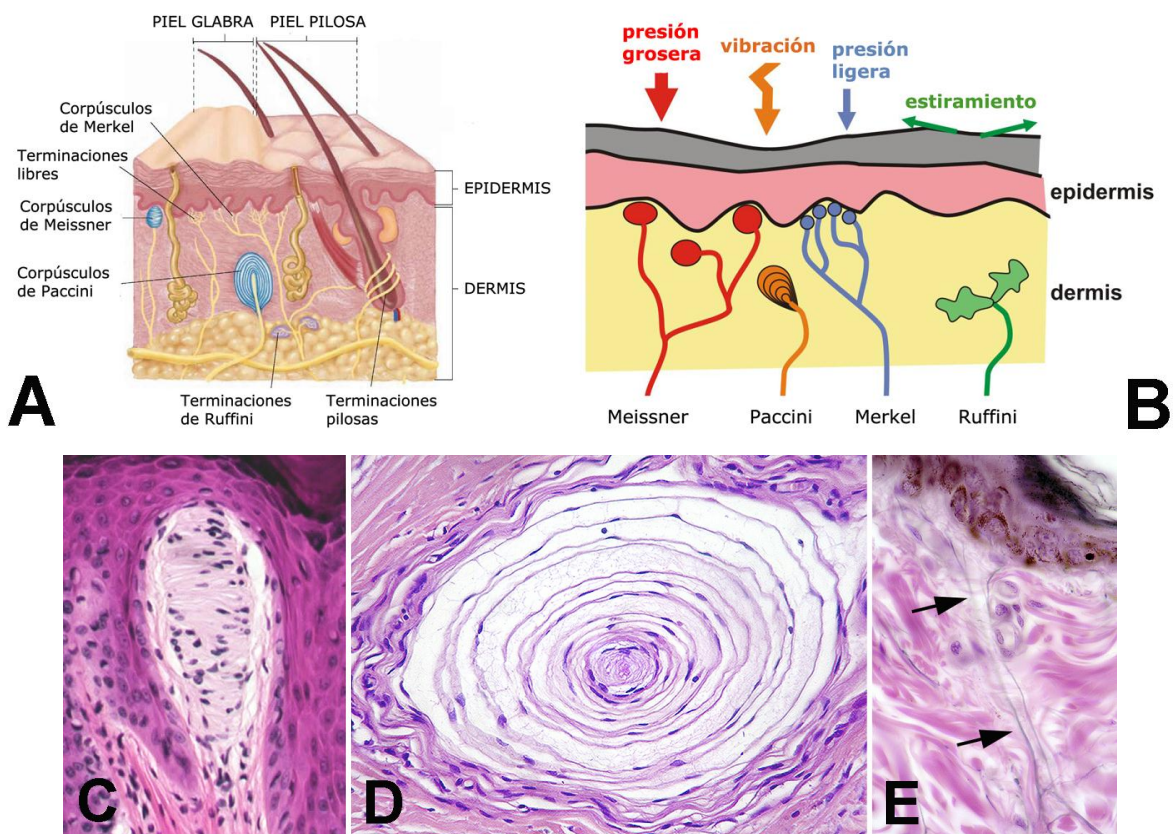 PIEL GLABRA
PIEL PILOSA
Corpúsculos
de Merkel
Terminaciones
libres
Corpúsculos
de Meissner
Corpúsculos
de Paccini
EPIDERMIS
DERMIS
Terminaciones
de Ruffini
Terminaciones
pilosas
A
presión
grosera
vibración
presión
ligera
estiramiento
epidermis
dermis
Meissner
Paccini
Merkel
Ruffini
B
C
D
E